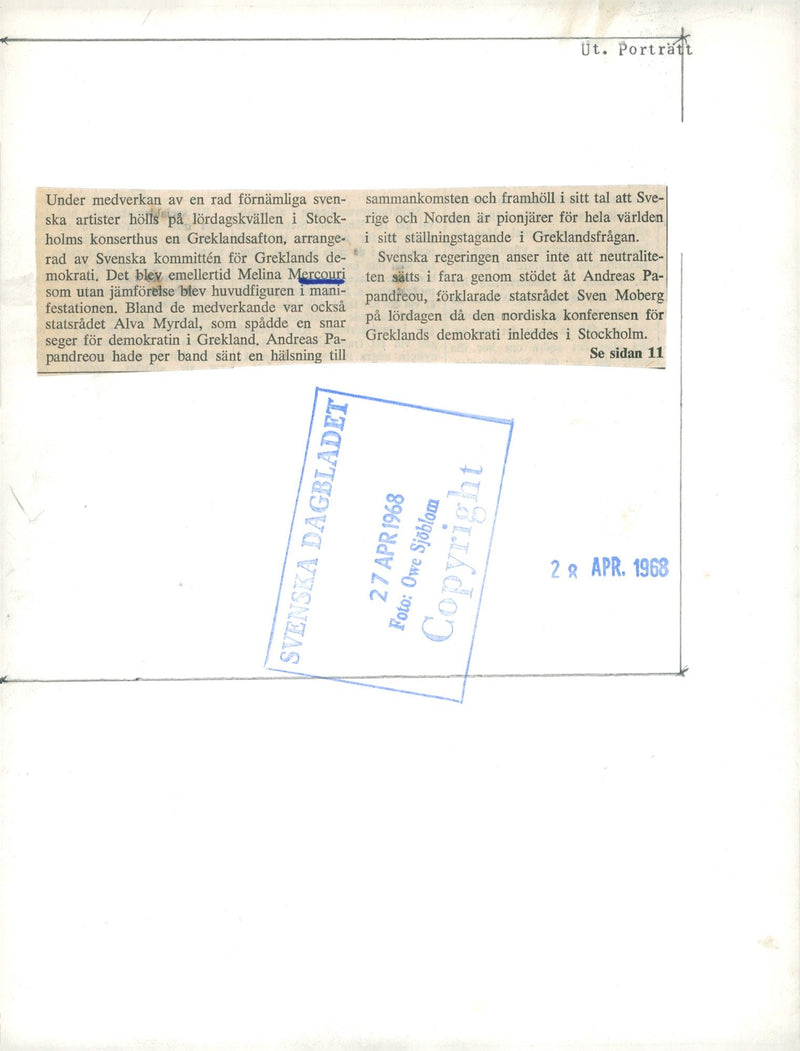 Ut. Porträtt
Under medverkan av en rad förnämliga sven-
ska artister hölls på lördagskvällen i Stock-
holms konserthus en Greklandsafton, arrange-
rad av Svenska kommittén för Greklands de-
mokrati. Det blev emellertid Melina Mercouri
som utan jämförelse blev huvudfiguren i mani-
festationen. Bland de medverkande var också
statsrådet Alva Myrdal, som spådde en snar
seger för demokratin i Grekland. Andreas Pa-
pandreou hade per band sänt en hälsning till
sammankomsten och framhöll i sitt tal att Sve-
rige och Norden är pionjärer för hela världen
i sitt ställningstagande i Greklandsfrågan.
Svenska regeringen anser inte att neutralite-
ten sätts i fara genom stödet åt Andreas Pa-
pandreou, förklarade statsrådet Sven Moberg
på lördagen då den nordiska konferensen för
Greklands demokrati inleddes i Stockholm.
Se sidan 11
SVENSKA DAGBLADET
27 APR 1968
Foto: Owe Sjöblom
Copyright
28 APR. 1968